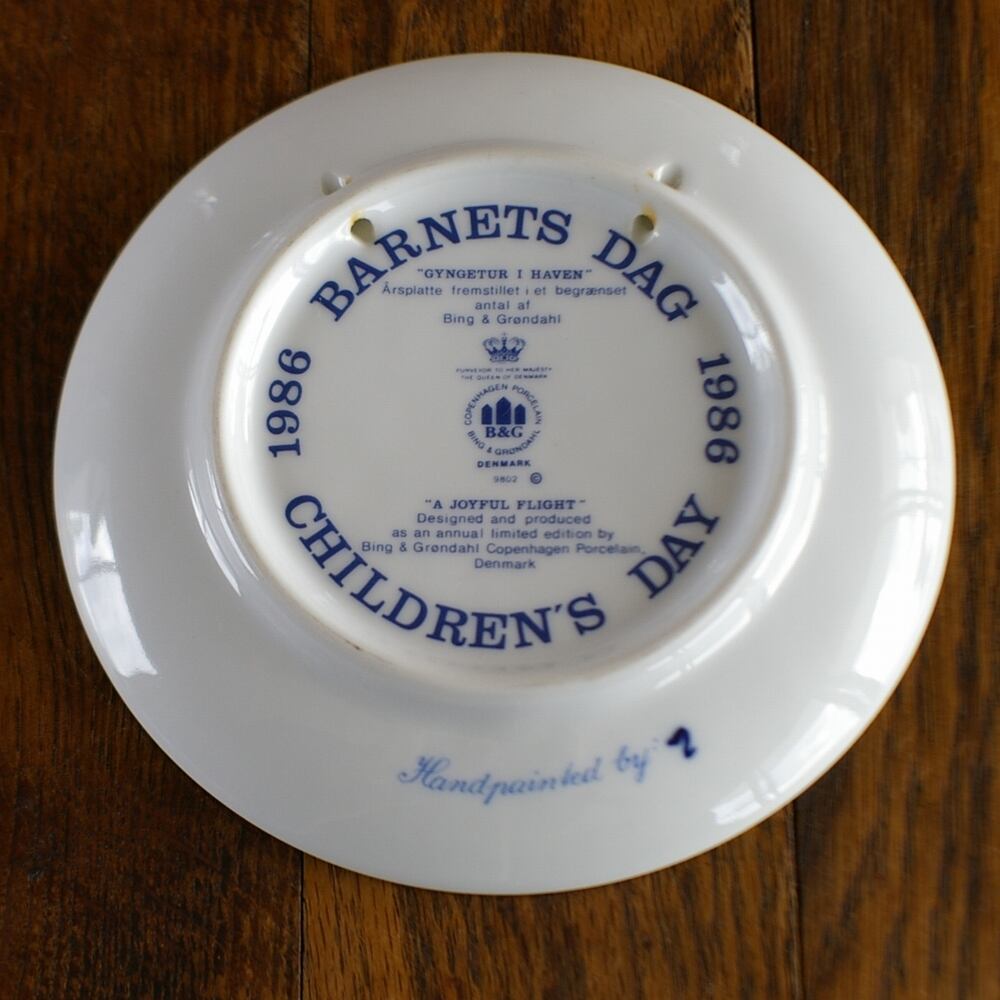 BARNETS DAG
"GYNGETUR I HAVEN"
Årsplatte fremstillet i et begrænset
antal af
Bing & Grøndahl
1986
1986
PURVEYOR TO HER MAJESTY
THE QUEEN OF DENMARK
COPENHAGEN PORCELAIN
B&G
BING & GRØNDAHL
DENMARK
9802 ©
"A JOYFUL FLIGHT"
Designed and produced
as an annual limited edition by
Bing & Grøndahl Copenhagen Porcelain,
Denmark
CHILDREN'S DAY
Handpainted by: 2